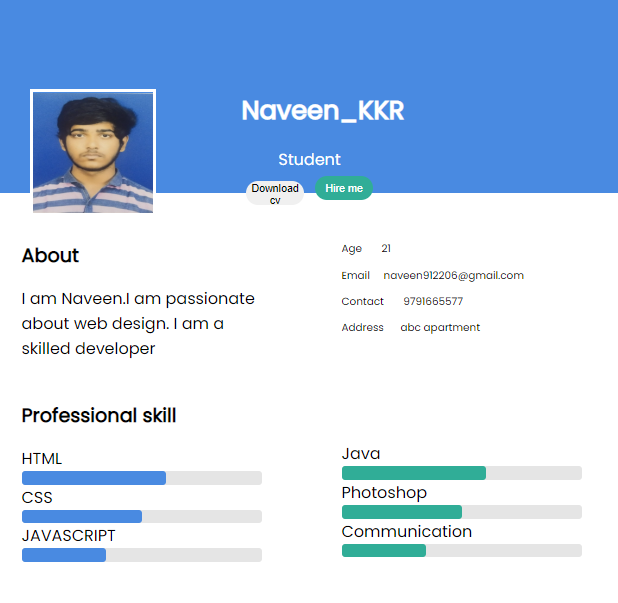 Naveen_KKR
Student
Download
cv
Hire me
About
I am Naveen.I am passionate
about web design. I am a
skilled developer
Age 21
Email naveen912206@gmail.com
Contact 9791665577
Address abc apartment
Professional skill
HTML
CSS
JAVASCRIPT
Java
Photoshop
Communication